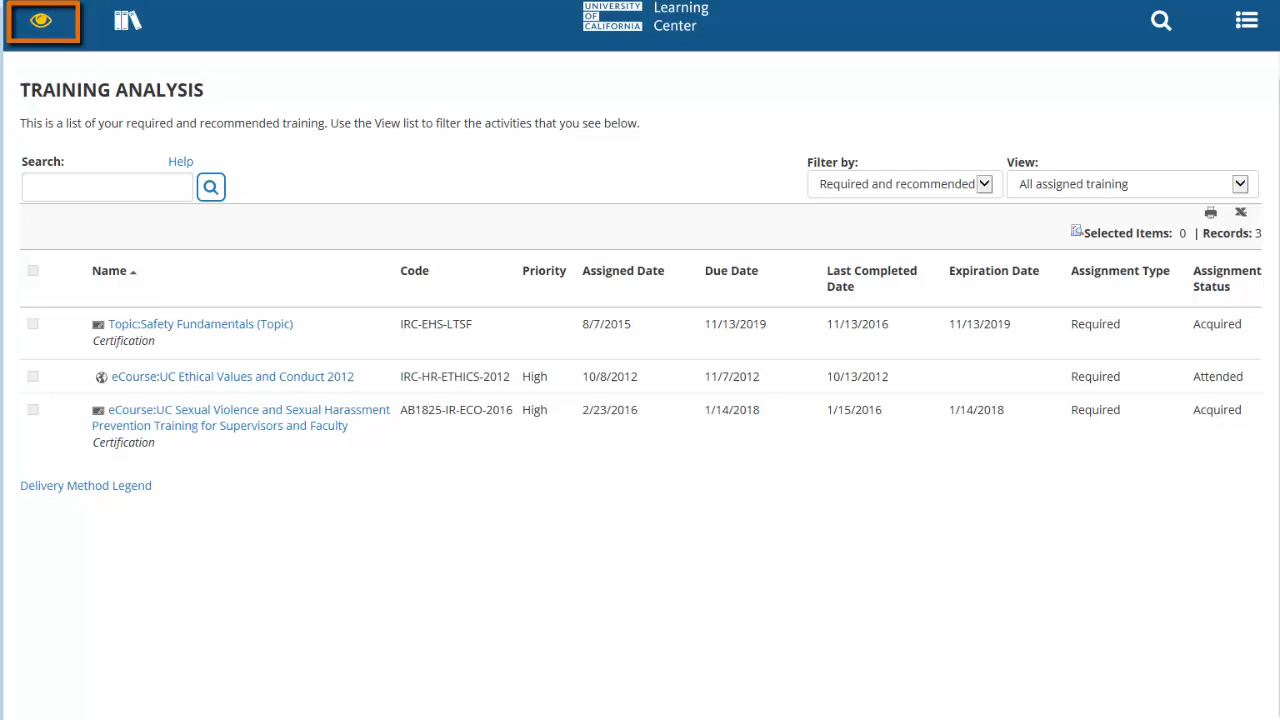 UNIVERSITY
OF
CALIFORNIA
Learning
Center
TRAINING ANALYSIS
This is a list of your required and recommended training. Use the View list to filter the activities that you see below.
Search: Help
Filter by: View:
Required and recommended All assigned training
Selected Items: 0 | Records: 3
Name Code Priority Assigned Date Due Date Last Completed Date Expiration Date Assignment Type Assignment Status
Topic:Safety Fundamentals (Topic) IRC-EHS-LTSF 8/7/2015 11/13/2019 11/13/2016 11/13/2019 Required Acquired
Certification
eCourse:UC Ethical Values and Conduct 2012 IRC-HR-ETHICS-2012 High 10/8/2012 11/7/2012 10/13/2012 Required Attended
eCourse:UC Sexual Violence and Sexual Harassment AB1825-IR-ECO-2016 High 2/23/2016 1/14/2018 1/15/2016 1/14/2018 Required Acquired
Prevention Training for Supervisors and Faculty
Certification
Delivery Method Legend